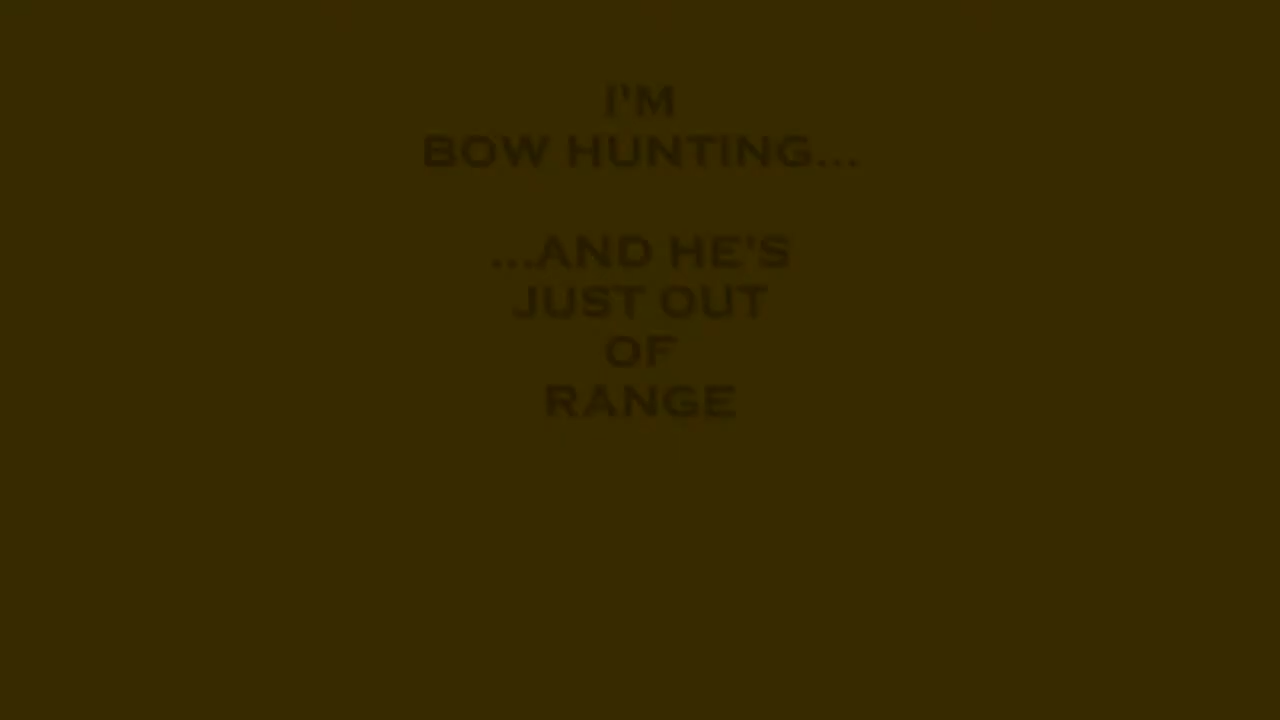 I'M
BOW HUNTING...
...AND HE'S
JUST OUT
OF
RANGE